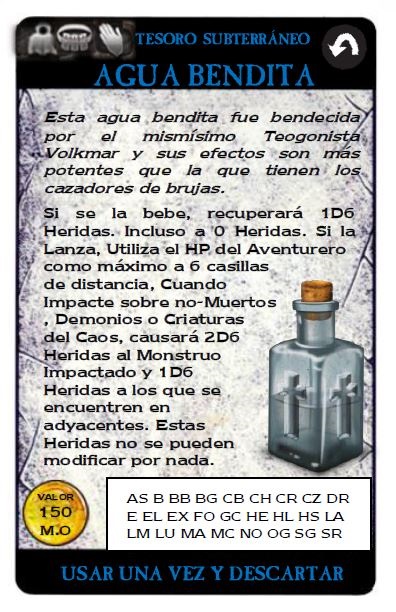 TESORO SUBTERRÁNEO
AGUA BENDITA
Esta agua bendita fue bendecida
por el mismísimo Teogonista
Volkmar y sus efectos son más
potentes que la que tienen los
cazadores de brujas.
Si se la bebe, recuperará 1D6
Heridas. Incluso a 0 Heridas. Si la
Lanza, Utiliza el HP del Aventurero
como máximo a 6 casillas
de distancia, Cuando
Impacte sobre no-Muertos
, Demonios o Criaturas
del Caos, causará 2D6
Heridas al Monstruo
Impactado y 1D6
Heridas a los que se
encuentren en
adyacentes. Estas
Heridas no se pueden
modificar por nada.
VALOR
150
M.O
AS B BB BG CB CH CR CZ DR
E EL EX FO GC HE HL HS LA
LM LU MA MC NO OG SG SR
USAR UNA VEZ Y DESCARTAR